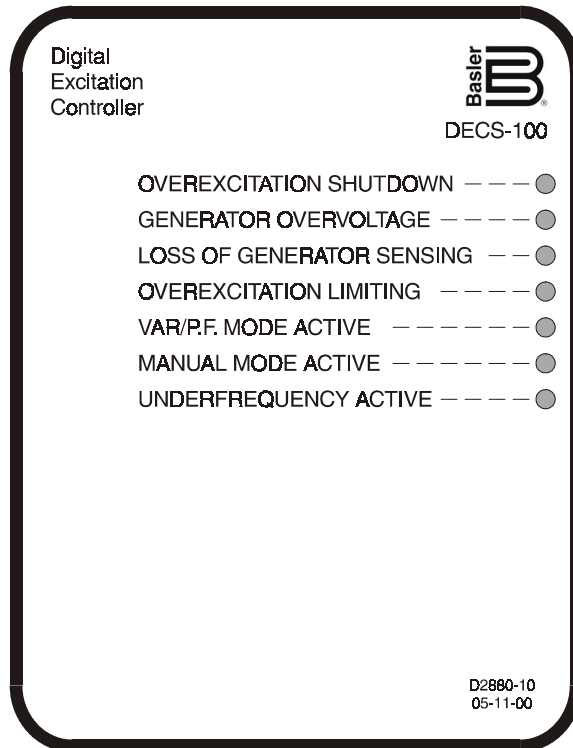 Digital
Excitation
Controller
Basler
DECS-100
OVEREXCITATION SHUTDOWN
GENERATOR OVERVOLTAGE
LOSS OF GENERATOR SENSING
OVEREXCITATION LIMITING
VAR/P.F. MODE ACTIVE
MANUAL MODE ACTIVE
UNDERFREQUENCY ACTIVE
D2880-10
05-11-00